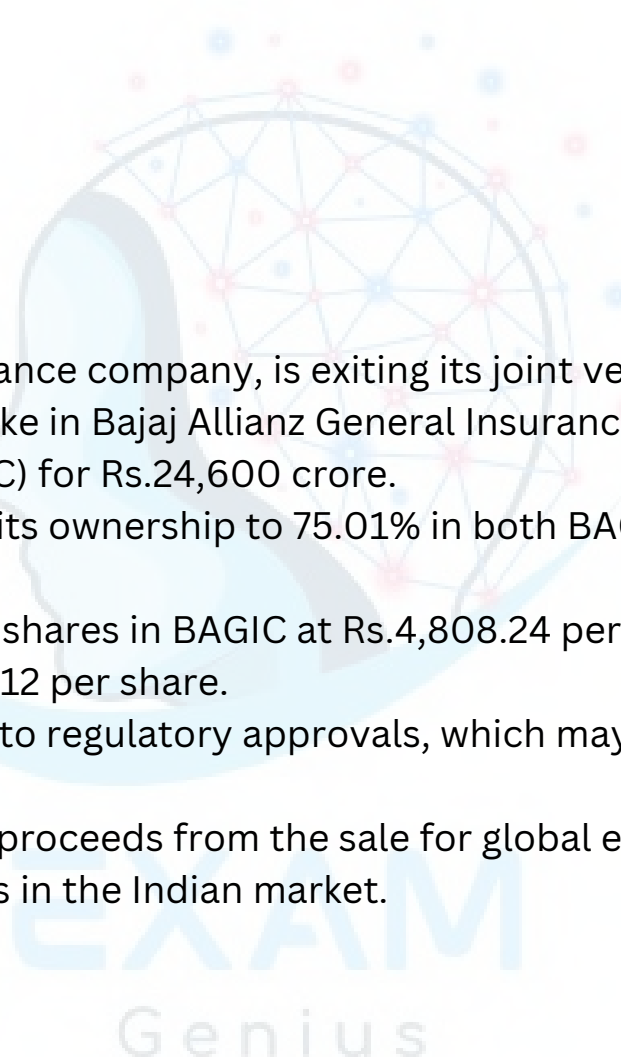 ance company, is exiting its joint ve
ke in Bajaj Allianz General Insuranc
C) for Rs.24,600 crore.
its ownership to 75.01% in both BAG
shares in BAGIC at Rs.4,808.24 per
12 per share.
to regulatory approvals, which may
proceeds from the sale for global e
s in the Indian market.
EXAM
Genius